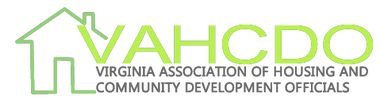 VAHCDO
VIRGINIA ASSOCIATION OF HOUSING AND
COMMUNITY DEVELOPMENT OFFICIALS